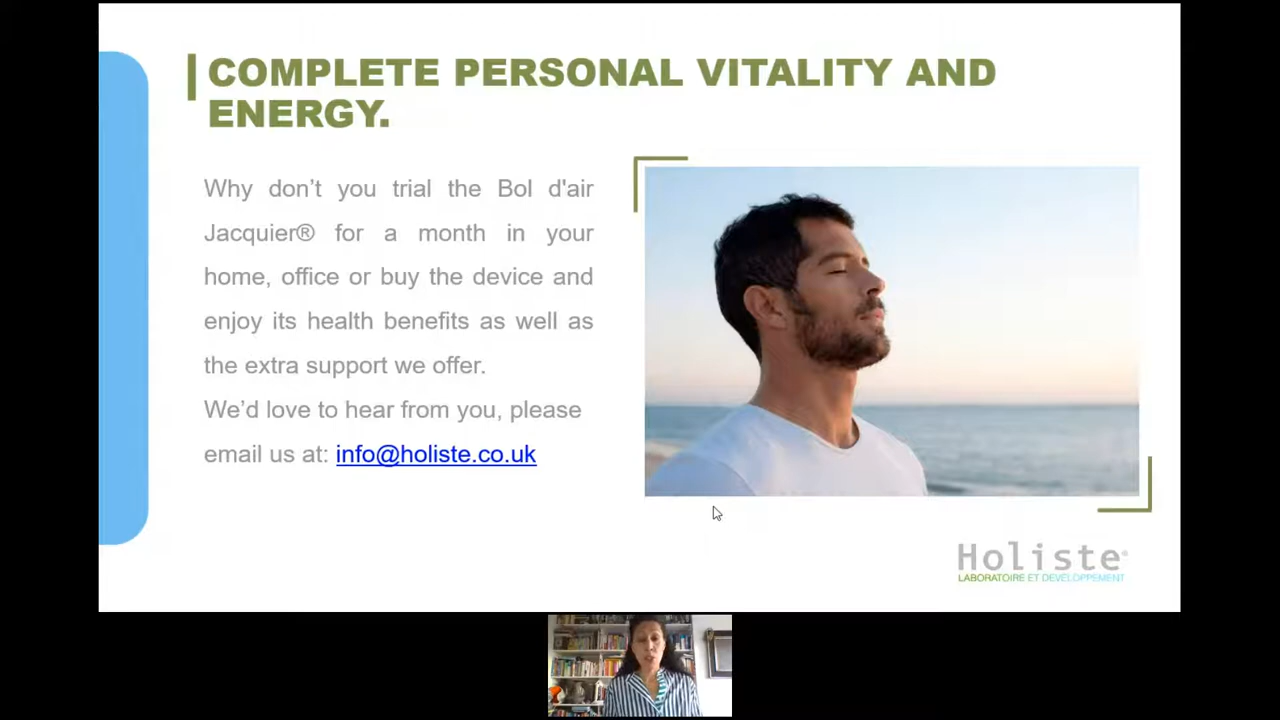 COMPLETE PERSONAL VITALITY AND
ENERGY.
Why don’t you trial the Bol d'air
Jacquier® for a month in your
home, office or buy the device and
enjoy its health benefits as well as
the extra support we offer.
We’d love to hear from you, please
email us at: info@holiste.co.uk
Holiste®
LABORATOIRE ET DEVELOPPEMENT